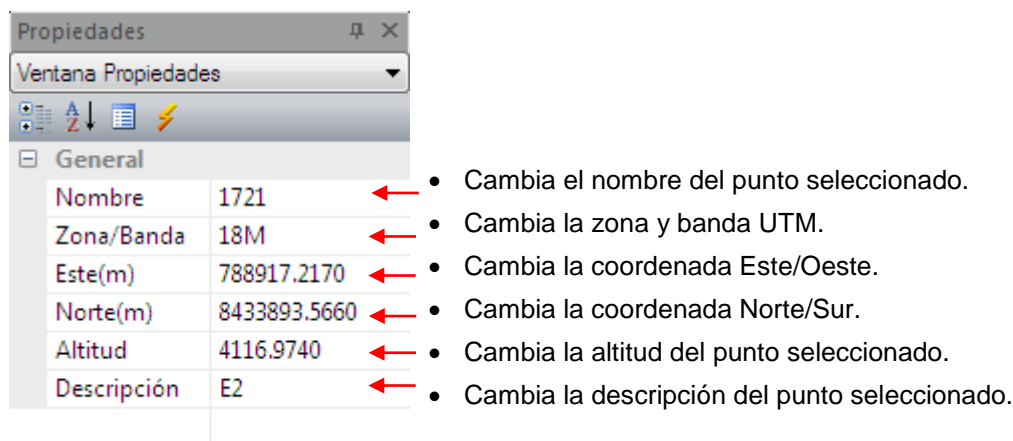 Propiedades
Ventana Propiedades
General
Nombre 1721 • Cambia el nombre del punto seleccionado.
Zona/Banda 18M • Cambia la zona y banda UTM.
Este(m) 788917.2170 • Cambia la coordenada Este/Oeste.
Norte(m) 8433893.5660 • Cambia la coordenada Norte/Sur.
Altitud 4116.9740 • Cambia la altitud del punto seleccionado.
Descripción E2 • Cambia la descripción del punto seleccionado.